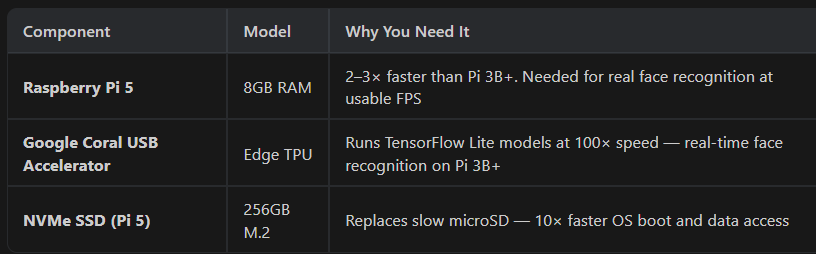 Component Model Why You Need It
Raspberry Pi 5 8GB RAM 2–3× faster than Pi 3B+. Needed for real face recognition at
usable FPS
Google Coral USB
Accelerator Edge TPU Runs TensorFlow Lite models at 100× speed — real-time face
recognition on Pi 3B+
NVMe SSD (Pi 5) 256GB
M.2 Replaces slow microSD — 10× faster OS boot and data access